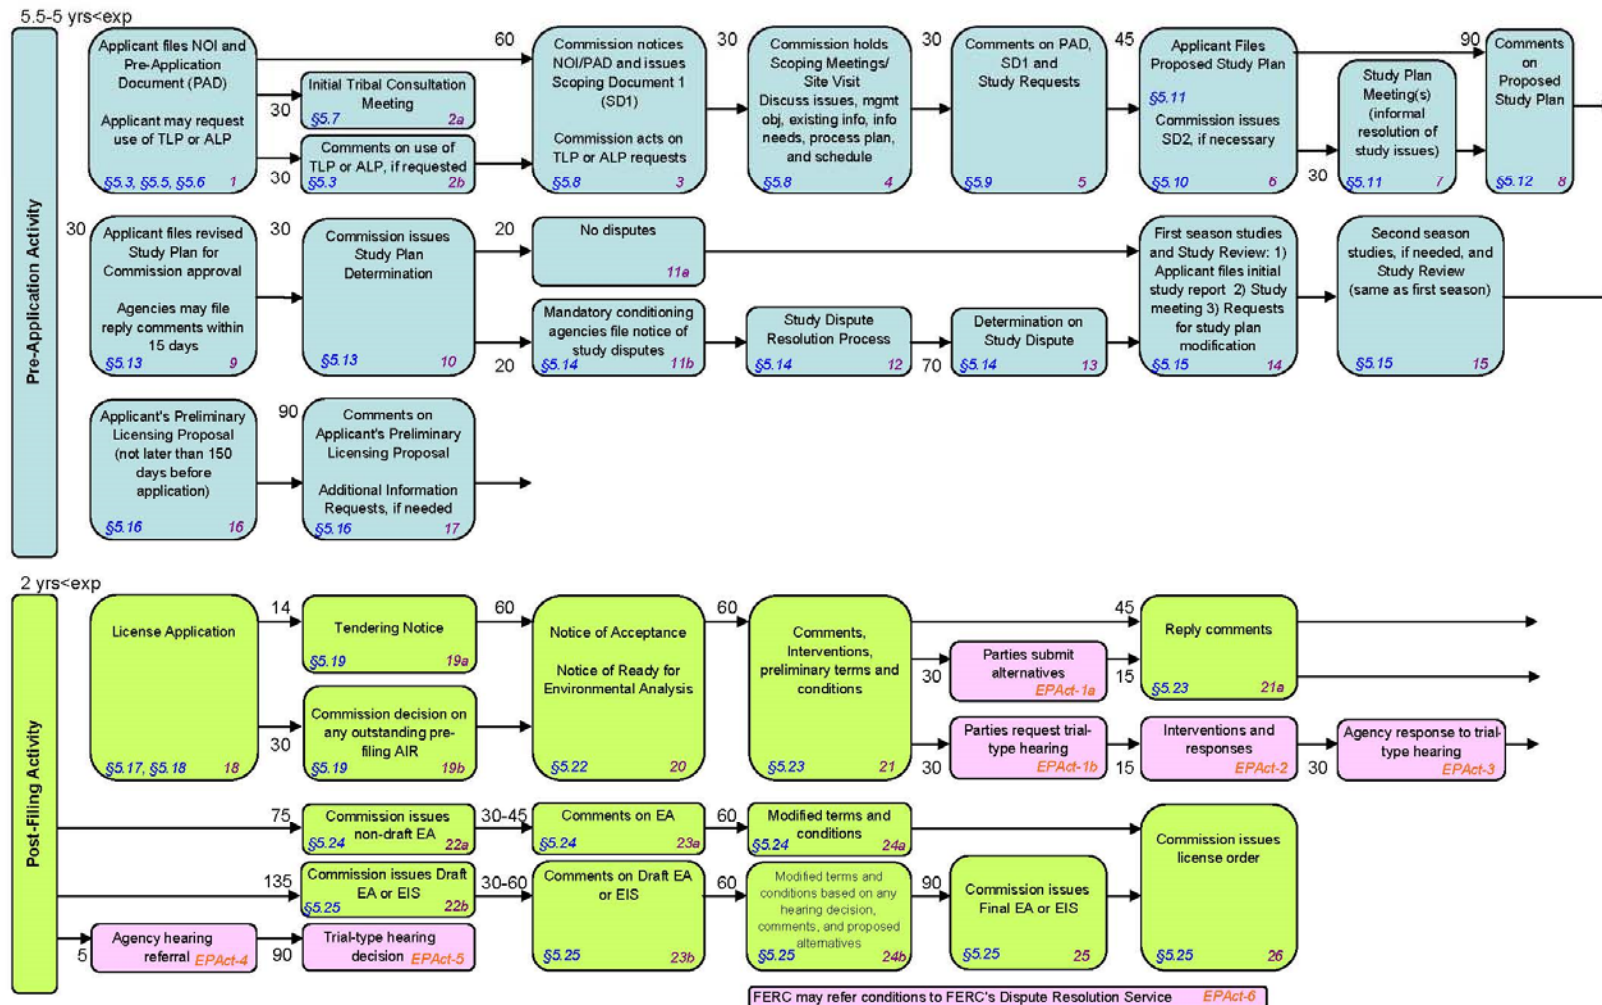 5.5-5 yrs<exp
Pre-Application Activity
Applicant files NOI and
Pre-Application
Document (PAD)
Applicant may request
use of TLP or ALP
§5.3, §5.5, §5.6 1
60
30
Initial Tribal Consultation
Meeting
§5.7 2a
30
Comments on use of
TLP or ALP, if requested
§5.3 2b
Commission notices
NOI/PAD and issues
Scoping Document 1
(SD1)
Commission acts on
TLP or ALP requests
§5.8 3
30
Commission holds
Scoping Meetings/
Site Visit
Discuss issues, mgmt
obj, existing info, info
needs, process plan,
and schedule
§5.8 4
30
Comments on PAD,
SD1 and
Study Requests
§5.9 5
45
Applicant Files
Proposed Study Plan
§5.11
Commission issues
SD2, if necessary
§5.10 6
90
30
Study Plan
Meeting(s)
(informal
resolution of
study issues)
§5.11 7
Comments
on
Proposed
Study Plan
§5.12 8
30
Applicant files revised
Study Plan for
Commission approval
Agencies may file
reply comments within
15 days
§5.13 9
30
Commission issues
Study Plan
Determination
§5.13 10
20
No disputes
11a
20
Mandatory conditioning
agencies file notice of
study disputes
§5.14 11b
Study Dispute
Resolution Process
§5.14 12
70
Determination on
Study Dispute
§5.14 13
First season studies
and Study Review: 1)
Applicant files initial
study report 2) Study
meeting 3) Requests
for study plan
modification
§5.15 14
Second season
studies, if needed, and
Study Review
(same as first season)
§5.15 15
Applicant's Preliminary
Licensing Proposal
(not later than 150
days before
application)
§5.16 16
90
Comments on
Applicant's Preliminary
Licensing Proposal
Additional Information
Requests, if needed
§5.16 17
2 yrs<exp
Post-Filing Activity
License Application
§5.17, §5.18 18
14
Tendering Notice
§5.19 19a
30
Commission decision on
any outstanding pre-
filing AIR
§5.19 19b
60
Notice of Acceptance
Notice of Ready for
Environmental Analysis
§5.22 20
60
Comments,
Interventions,
preliminary terms and
conditions
§5.23 21
45
30
Parties submit
alternatives
EPAct-1a
15
Reply comments
§5.23 21a
30
Parties request trial-
type hearing
EPAct-1b
15
Interventions and
responses
EPAct-2
30
Agency response to trial-
type hearing
EPAct-3
75
Commission issues
non-draft EA
§5.24 22a
30-45
Comments on EA
§5.24 23a
60
Modified terms and
conditions
§5.24 24a
Commission issues
license order
§5.25 26
135
Commission issues Draft
EA or EIS
§5.25 22b
30-60
Comments on Draft EA
or EIS
§5.25 23b
60
Modified terms and
conditions based on any
hearing decision,
comments, and proposed
alternatives
§5.25 24b
90
Commission issues
Final EA or EIS
§5.25 25
5
Agency hearing
referral EPAct-4
90
Trial-type hearing
decision EPAct-5
FERC may refer conditions to FERC's Dispute Resolution Service EPAct-6